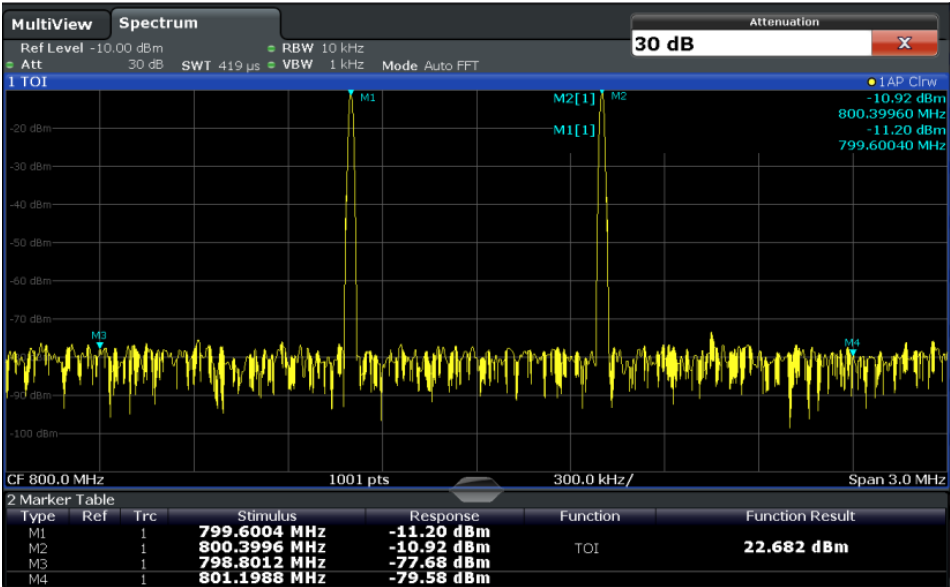 MultiView Spectrum
Attenuation
30 dB X
Ref Level -10.00 dBm RBW 10 kHz
Att 30 dB SWT 419 µs VBW 1 kHz Mode Auto FFT
1 TOI 1AP Clrw
M1 M2[1] M2 -10.92 dBm
800.39960 MHz
-20 dBm M1[1] -11.20 dBm
799.60040 MHz
-30 dBm
-40 dBm
-50 dBm
-60 dBm
-70 dBm
M3 M4
-90 dBm
-100 dBm
CF 800.0 MHz 1001 pts 300.0 kHz/ Span 3.0 MHz
2 Marker Table
Type Ref Trc Stimulus Response Function Function Result
M1 1 799.6004 MHz -11.20 dBm
M2 1 800.3996 MHz -10.92 dBm TOI 22.682 dBm
M3 1 798.8012 MHz -77.68 dBm
M4 1 801.1988 MHz -79.58 dBm